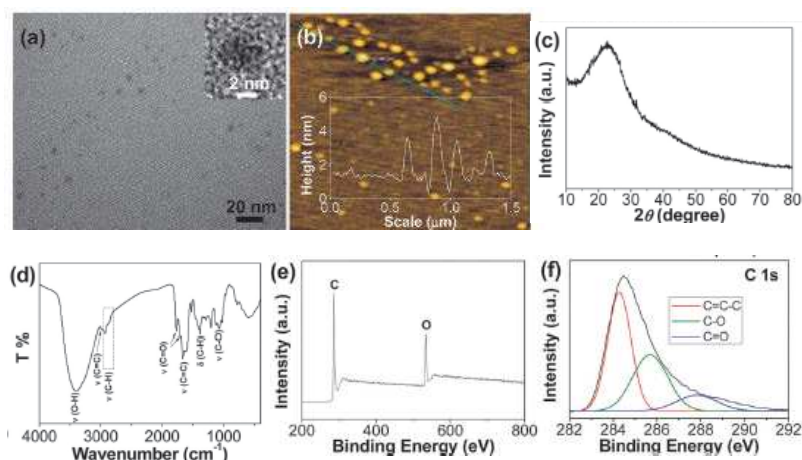 (a)
2 nm
20 nm
(b)
6
4
2
0
Height (nm)
0.0 0.5 1.0 1.5
Scale (μm)
(c)
Intensity (a.u.)
10 20 30 40 50 60 70 80
2θ (degree)
(d)
T %
ν (O-H)
ν (C=C)
ν (C-H)
ν (C=O)
ν (C=C)
δ (O-H)
ν (C-O)
4000 3000 2000 1000
Wavenumber (cm-1)
(e)
C
O
Intensity (a.u.)
200 300 400 500 600 700 800
Binding Energy (eV)
(f)
C 1s
C=C-C
C-O
C=O
Intensity (a.u.)
282 284 286 288 290 292
Binding Energy (eV)